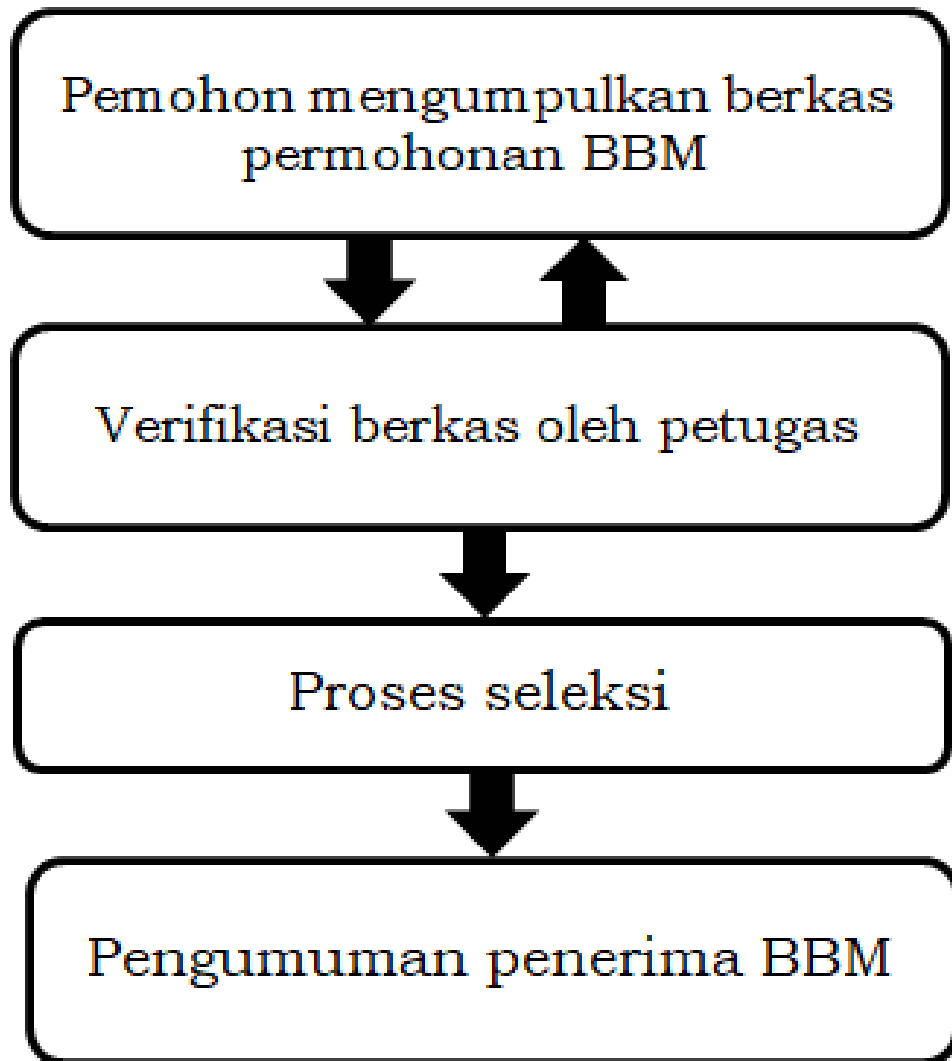 Pemohon mengumpulkan berkas
permohonan BBM
Verifikasi berkas oleh petugas
Proses seleksi
Pengumuman penerima BBM